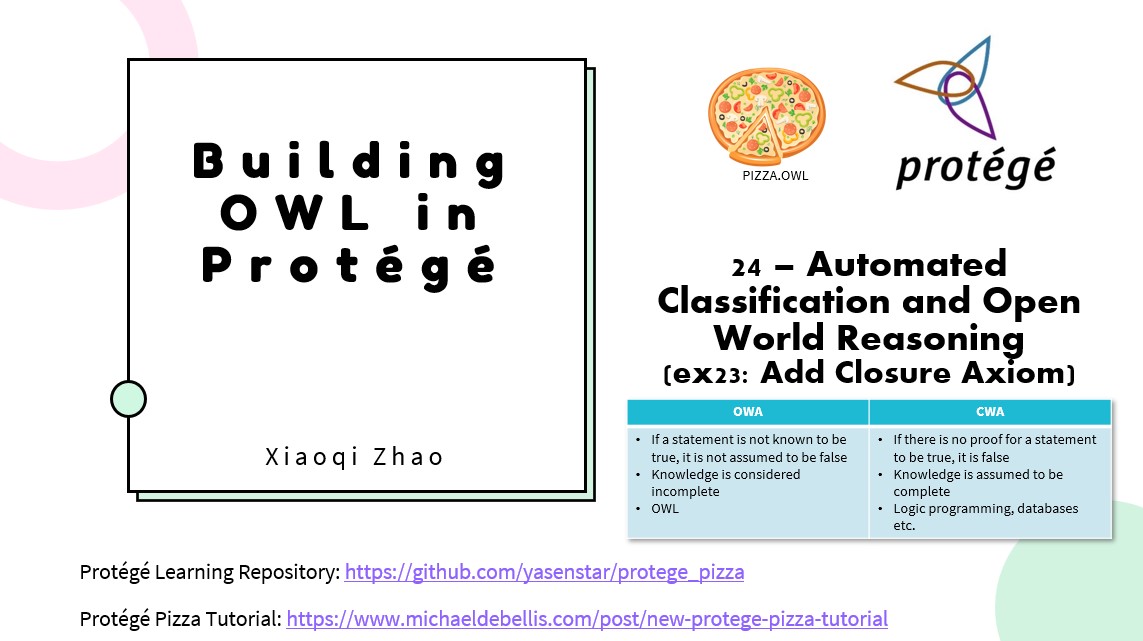 Building
OWL in
Protégé
Xiaoqi Zhao
PIZZA.OWL
protégé
24 – Automated
Classification and Open
World Reasoning
(ex23: Add Closure Axiom)
OWA
• If a statement is not known to be
true, it is not assumed to be false
• Knowledge is considered
incomplete
• OWL
CWA
• If there is no proof for a statement
to be true, it is false
• Knowledge is assumed to be
complete
• Logic programming, databases
etc.
Protégé Learning Repository: https://github.com/yasenstar/protege_pizza
Protégé Pizza Tutorial: https://www.michaeldebellis.com/post/new-protege-pizza-tutorial